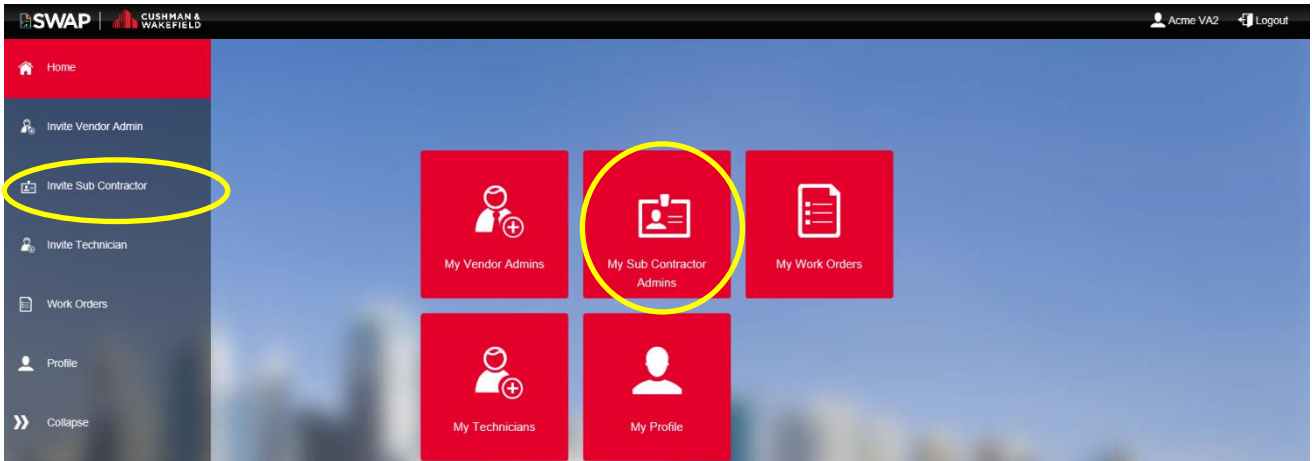 SWAP | CUSHMAN &
WAKEFIELD
Acme VA2
Logout
Home
Invite Vendor Admin
Invite Sub Contractor
Invite Technician
Work Orders
Profile
Collapse
My Vendor Admins
My Sub Contractor
Admins
My Work Orders
My Technicians
My Profile